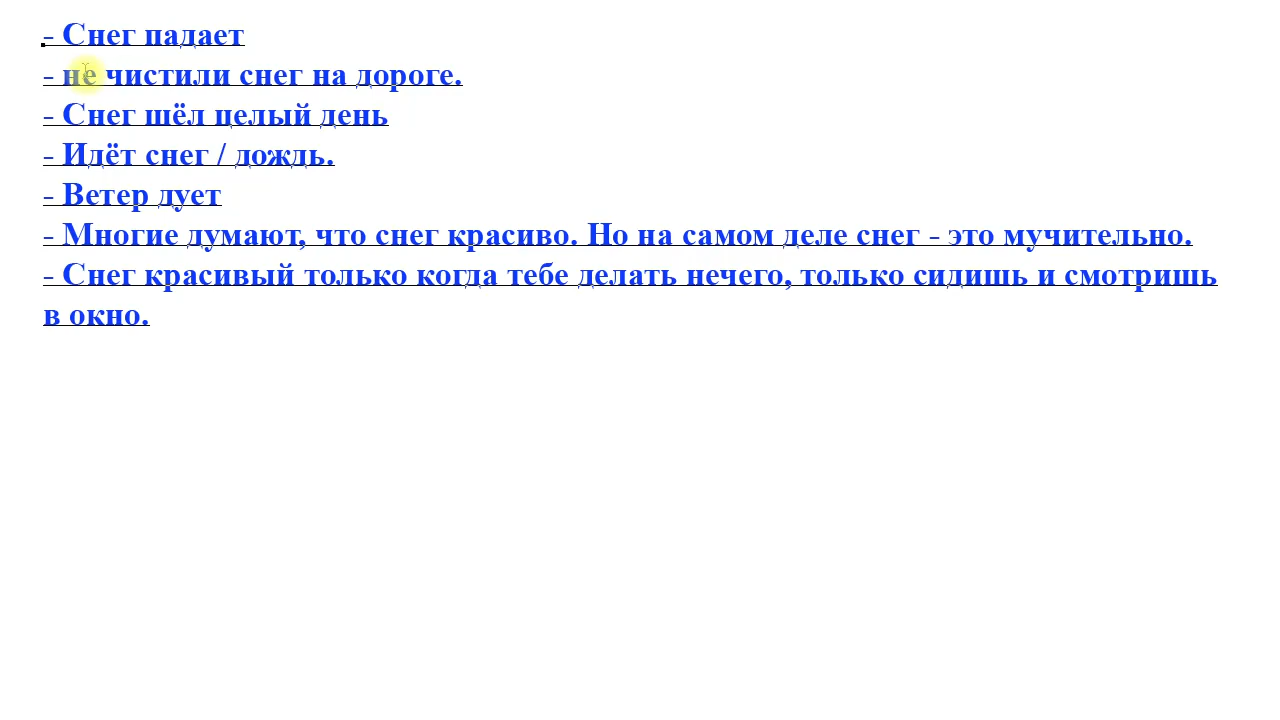 - Снег падает
- не чистили снег на дороге.
- Снег шёл целый день
- Идёт снег / дождь.
- Ветер дует
- Многие думают, что снег красиво. Но на самом деле снег - это мучительно.
- Снег красивый только когда тебе делать нечего, только сидишь и смотришь
в окно.